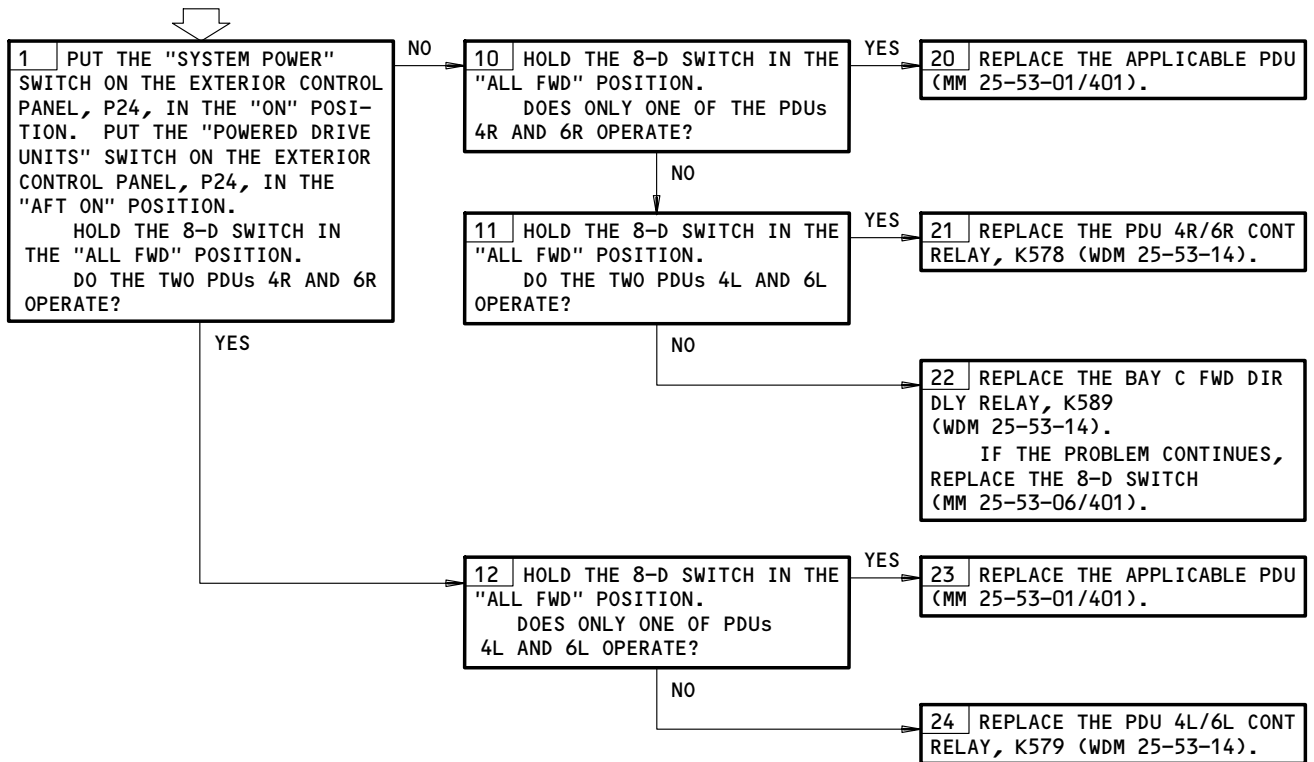 1 PUT THE "SYSTEM POWER"
SWITCH ON THE EXTERIOR CONTROL
PANEL, P24, IN THE "ON" POSI-
TION. PUT THE "POWERED DRIVE
UNITS" SWITCH ON THE EXTERIOR
CONTROL PANEL, P24, IN THE
"AFT ON" POSITION.
HOLD THE 8-D SWITCH IN
THE "ALL FWD" POSITION.
DO THE TWO PDUs 4R AND 6R
OPERATE?
NO
YES
10 HOLD THE 8-D SWITCH IN THE
"ALL FWD" POSITION.
DOES ONLY ONE OF THE PDUs
4R AND 6R OPERATE?
YES
NO
20 REPLACE THE APPLICABLE PDU
(MM 25-53-01/401).
11 HOLD THE 8-D SWITCH IN THE
"ALL FWD" POSITION.
DO THE TWO PDUs 4L AND 6L
OPERATE?
YES
NO
21 REPLACE THE PDU 4R/6R CONT
RELAY, K578 (WDM 25-53-14).
22 REPLACE THE BAY C FWD DIR
DLY RELAY, K589
(WDM 25-53-14).
IF THE PROBLEM CONTINUES,
REPLACE THE 8-D SWITCH
(MM 25-53-06/401).
12 HOLD THE 8-D SWITCH IN THE
"ALL FWD" POSITION.
DOES ONLY ONE OF PDUs
4L AND 6L OPERATE?
YES
NO
23 REPLACE THE APPLICABLE PDU
(MM 25-53-01/401).
24 REPLACE THE PDU 4L/6L CONT
RELAY, K579 (WDM 25-53-14).